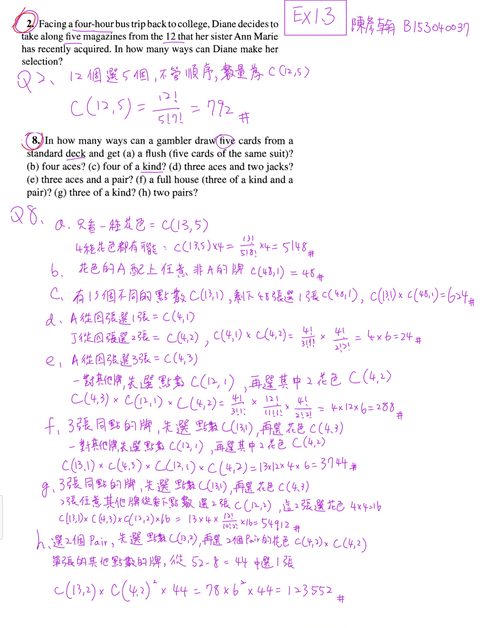 2. Facing a four-hour bus trip back to college, Diane decides to
take along five magazines from the 12 that her sister Ann Marie
has recently acquired. In how many ways can Diane make her
selection?
Ex13
陳彥翰 B153040037
Q2、12個選5個,不管順序,數量為C(12,5)
C(12,5) = 12!/5!7! = 792 #
8. In how many ways can a gambler draw five cards from a
standard deck and get (a) a flush (five cards of the same suit)?
(b) four aces? (c) four of a kind? (d) three aces and two jacks?
(e) three aces and a pair? (f) a full house (three of a kind and a
pair)? (g) three of a kind? (h) two pairs?
Q8、
a. 只看一種花色 = C(13,5)
4種花色都有可能: C(13,5)×4 = 13!/5!8! ×4 = 5148 #
b. 花色的A配上任意非A的牌 C(48,1) = 48 #
C. 有13個不同的點數C(13,1),剩下48張選1張C(48,1), C(13,1)×C(48,1)=624 #
d. A從四張選1張=C(4,1)
J從四張選2張=C(4,2), C(4,1)×C(4,2)= 4!/3!1! × 4!/2!2! = 4×6=24 #
e. A從四張選3張=C(4,3)
一對其他牌,先選點數C(12,1),再選其中2花色 C(4,2)
C(4,3)×C(12,1)×C(4,2)= 4!/3!1! × 12!/11!1! × 4!/2!2! = 4×12×6=288 #
f. 3張同點的牌,先選點數C(13,1),再選花色C(4,3)
一對其他牌,先選點數C(12,1),再選其中2花色C(4,2)
C(13,1)×C(4,3)×C(12,1)×C(4,2)=13×12×4×6=3744 #
g. 3張同點的牌,先選點數C(13,1),再選花色C(4,3)
2張任意其他牌從剩下點數選2張C(12,2),這2張選花色4×4=16
C(13,1)×C(4,3)×C(12,2)×16=13×4×12!/10!2!×16=54912 #
h. 選2個Pair,先選點數C(13,2),再選2個Pair的花色C(4,2)×C(4,2)
第5張的其他點數的牌,從52-8=44中選1張
C(13,2)×C(4,2)²×44=78×6²×44=123552 #